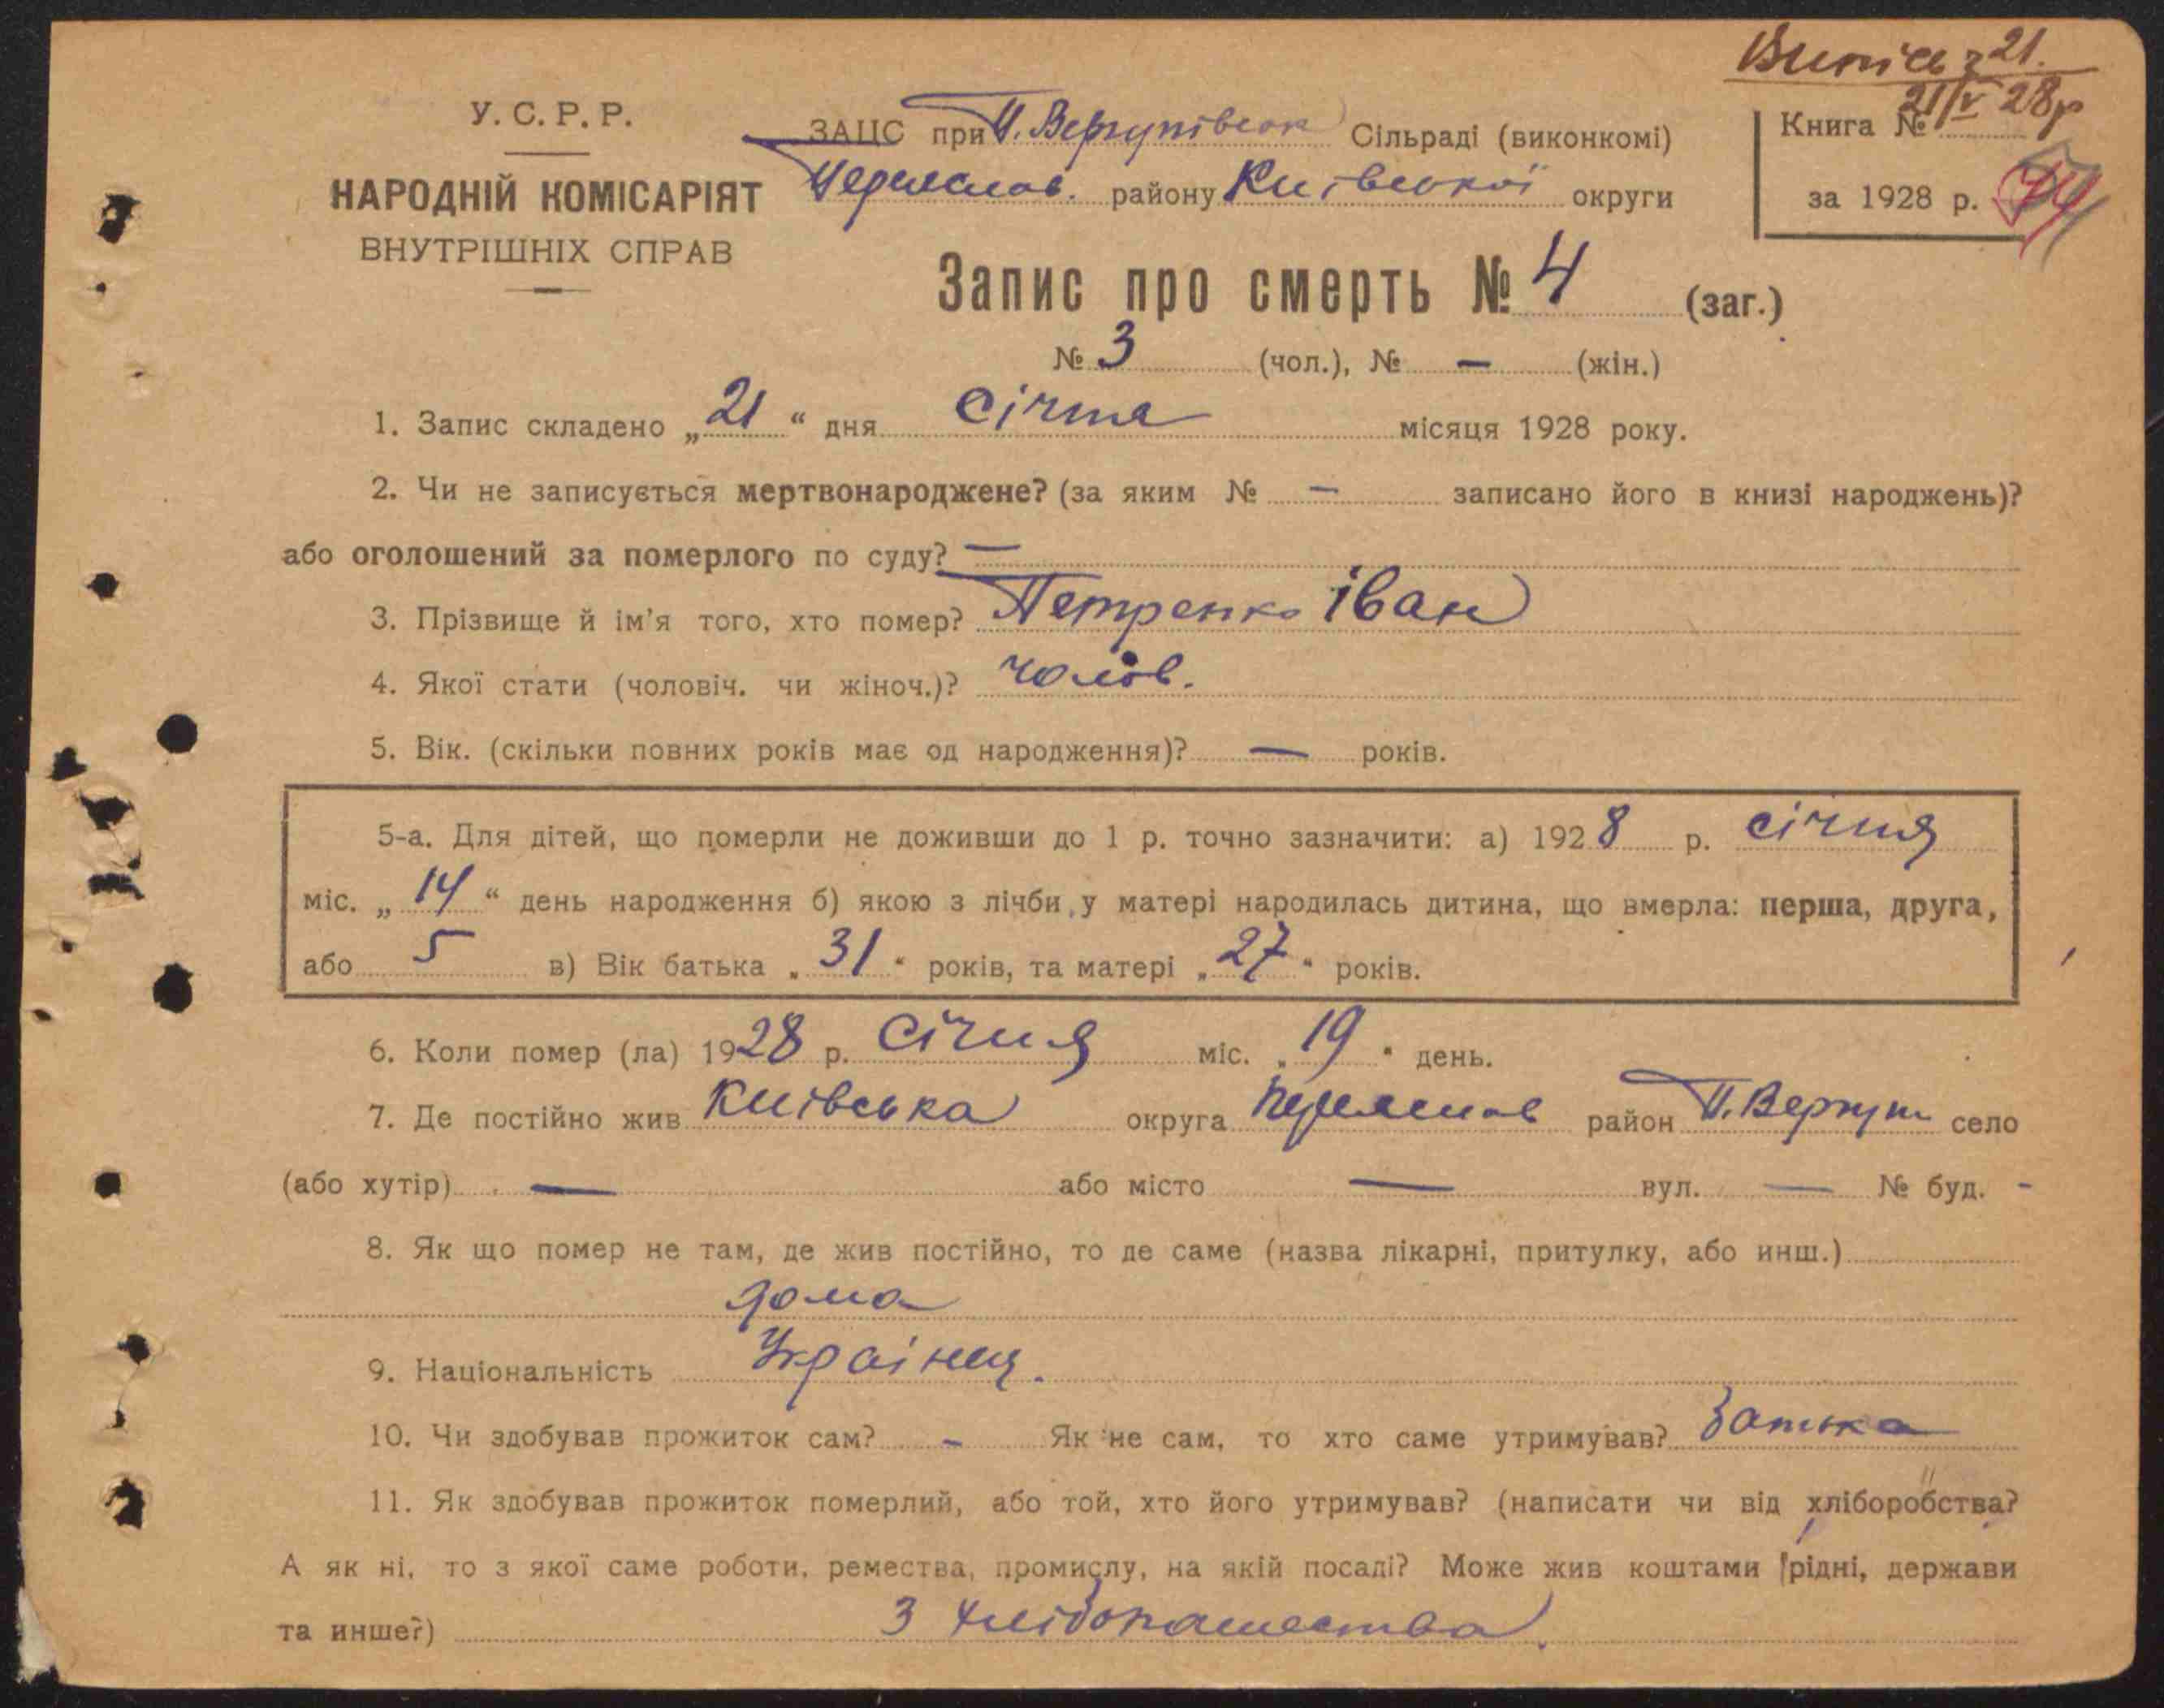 Випісь з 21.
21/V 28р
У. С. Р. Р.
ЗАЦС при П. Вергунівськ Сільраді (виконкомі)
Книга №
НАРОДНІЙ КОМІСАРІЯТ
Переяслав. району Київської округи
за 1928 р.
ВНУТРІШНІХ СПРАВ
Запис про смерть № 4 (заг.)
№ 3 (чол.), № — (жін.)
1. Запис складено „21“ дня січня місяця 1928 року.
2. Чи не записується мертвонароджене? (за яким № — записано його в книзі народжень)?
або оголошений за померлого по суду? —
3. Прізвище й ім'я того, хто помер? Петренко Іван
4. Якої стати (чоловіч. чи жіноч.)? чолов.
5. Вік. (скільки повних років має од народження)? — років.
5-а. Для дітей, що померли не доживши до 1 р. точно зазначити: а) 1928 р. січня
міс. „14“ день народження б) якою з лічби у матері народилась дитина, що вмерла: перша, друга,
або 5 в) Вік батька „31“ років, та матері „27“ років.
6. Коли помер (ла) 1928 р. Січня міс. „19“ день.
7. Де постійно жив Київська округа Переяслав район П. Вергун село
(або хутір) — або місто — вул. — № буд. -
8. Як що помер не там, де жив постійно, то де саме (назва лікарні, притулку, або инш.)
дома
9. Національність Українец.
10. Чи здобував прожиток сам? - Як не сам, то хто саме утримував? батька
11. Як здобував прожиток померлий, або той, хто його утримував? (написати чи від хліборобства?
А як ні, то з якої саме роботи, ремества, промислу, на якій посаді? Може жив коштами рідні, держави
та инше?) З хлібопашества.